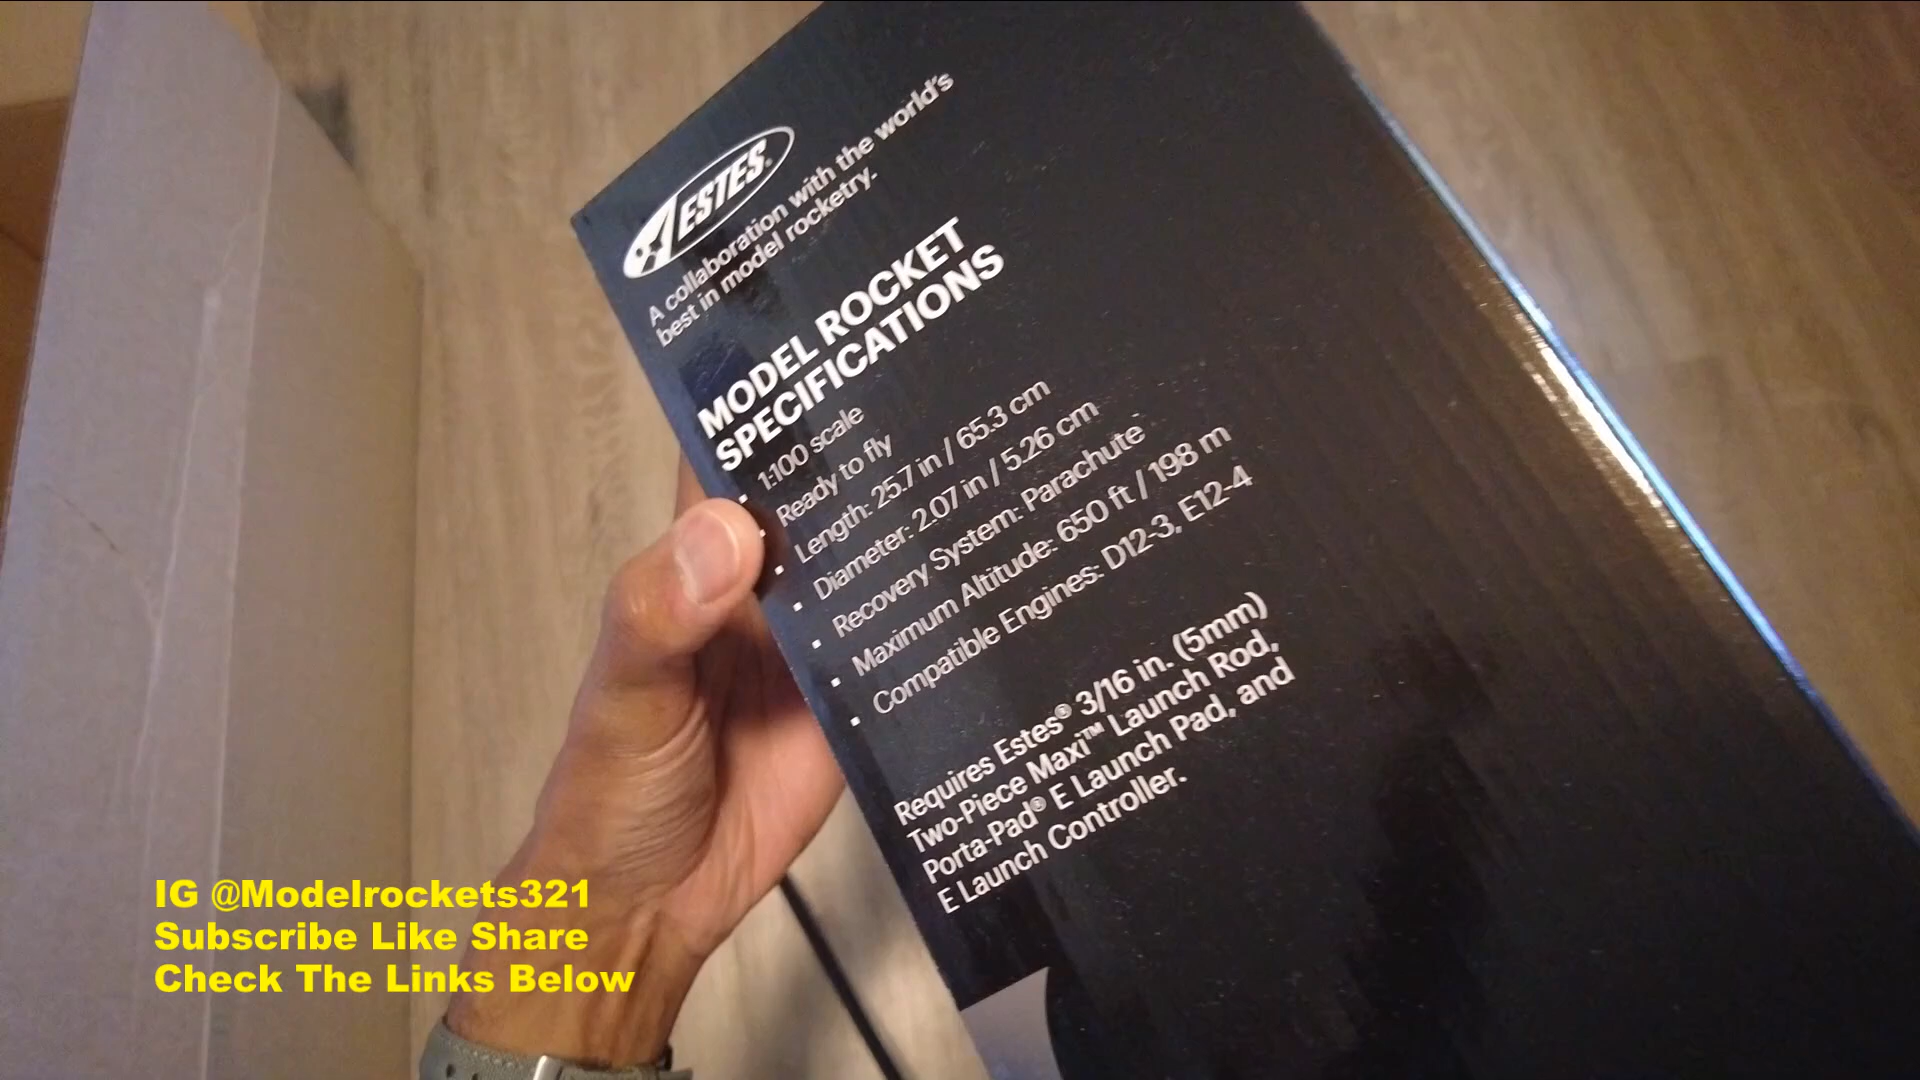 ESTES
A collaboration with the world's
best in model rocketry.
MODEL ROCKET
SPECIFICATIONS
▪ 1:100 scale
▪ Ready to fly
▪ Length: 25.7 in / 65.3 cm
▪ Diameter: 2.07 in / 5.26 cm
▪ Recovery System: Parachute
▪ Maximum Altitude: 650 ft / 198 m
▪ Compatible Engines: D12-3, E12-4
Requires Estes® 3/16 in. (5mm)
Two-Piece Maxi™ Launch Rod,
Porta-Pad® E Launch Pad, and
E Launch Controller.
IG @Modelrockets321
Subscribe Like Share
Check The Links Below